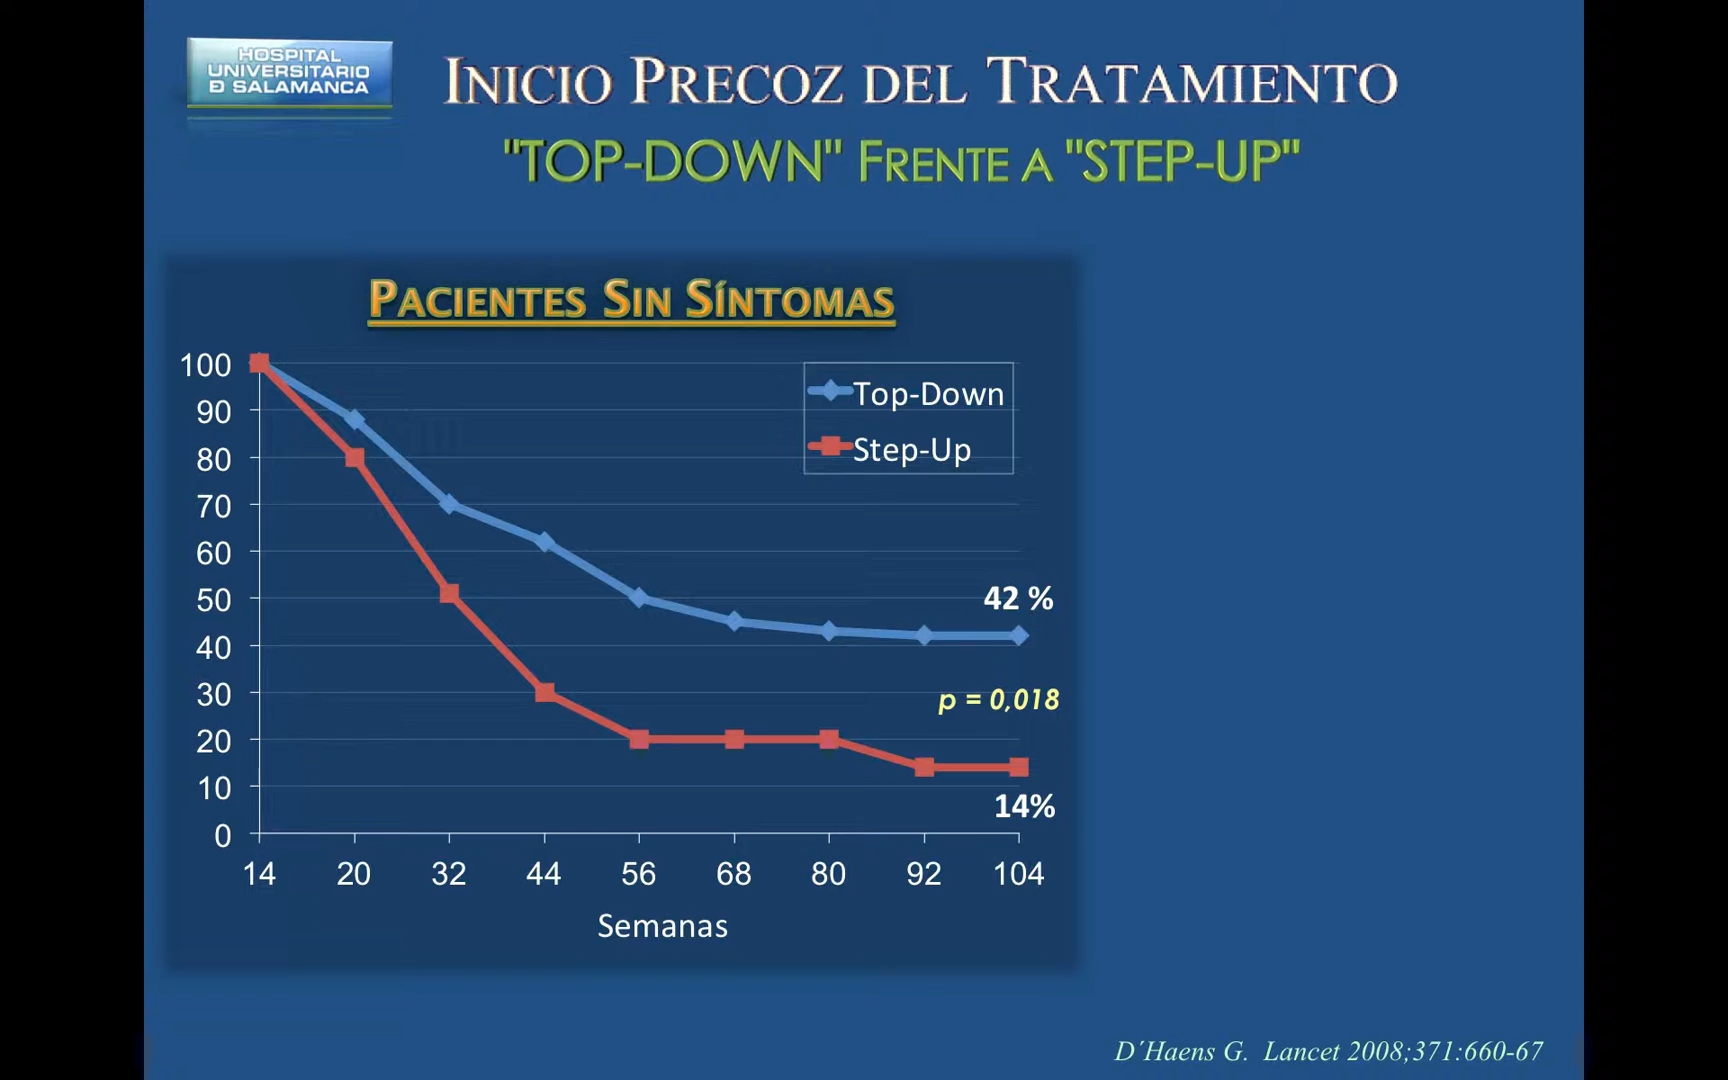 HOSPITAL
UNIVERSITARIO
DE SALAMANCA
INICIO PRECOZ DEL TRATAMIENTO
"TOP-DOWN" FRENTE A "STEP-UP"
PACIENTES SIN SÍNTOMAS
100
90
80
70
60
50
40
30
20
10
0
Top-Down
Step-Up
42 %
p = 0,018
14%
14 20 32 44 56 68 80 92 104
Semanas
D´Haens G. Lancet 2008;371:660-67